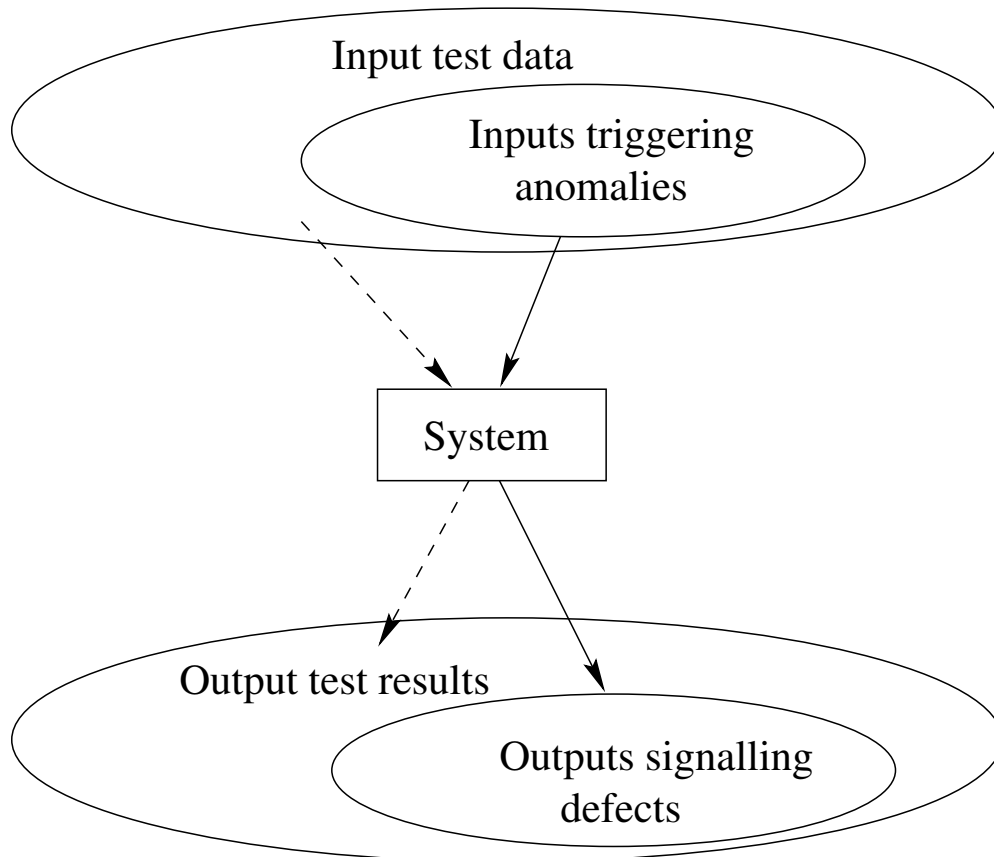 Input test data
Inputs triggering
anomalies
System
Output test results
Outputs signalling
defects